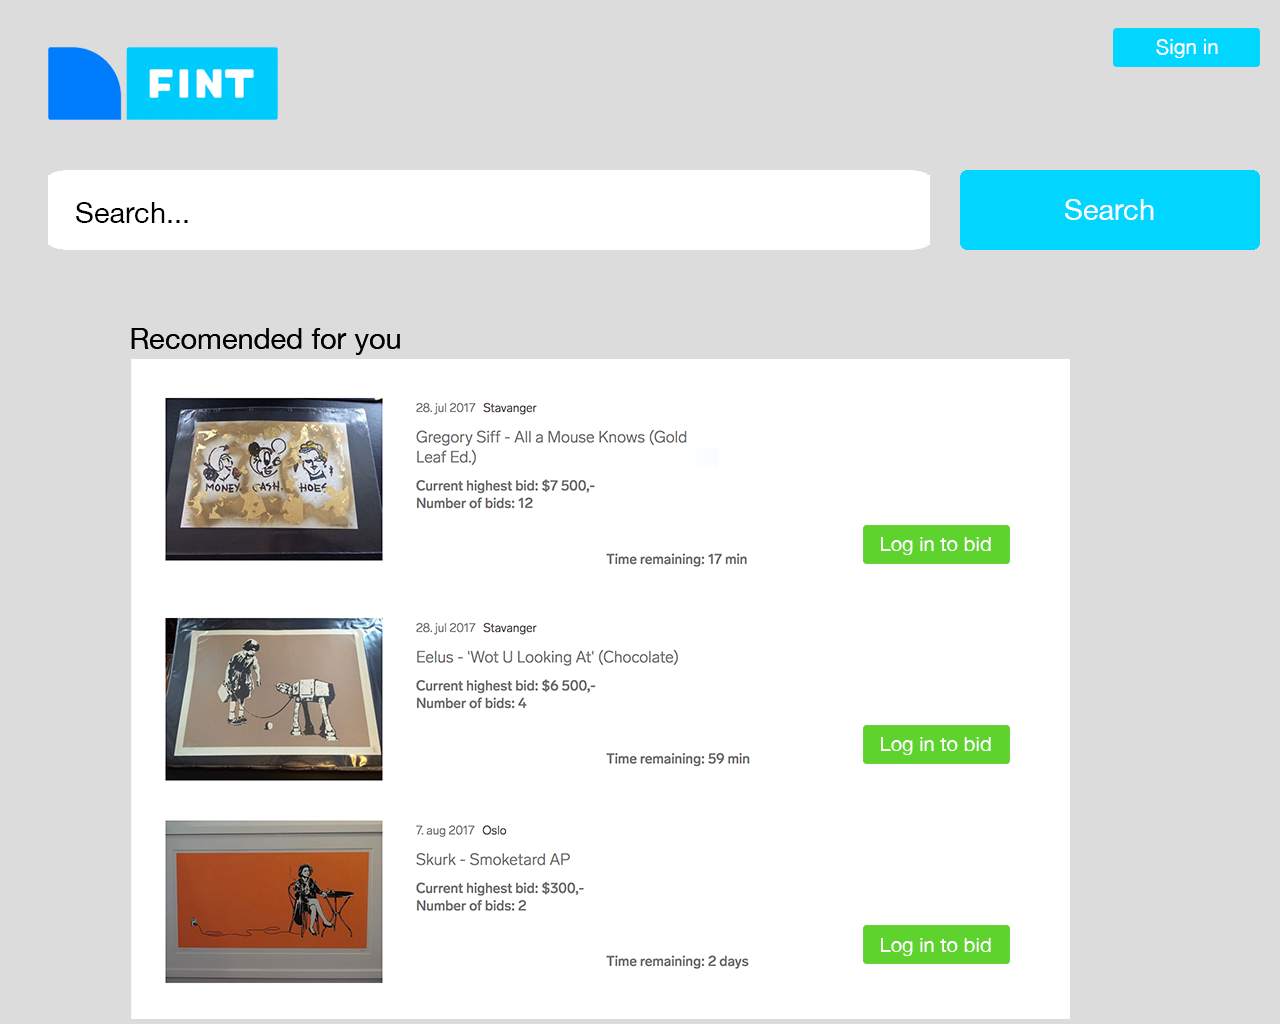 FINT
Sign in
Search...
Search
Recomended for you
28. jul 2017 Stavanger
Gregory Siff - All a Mouse Knows (Gold
Leaf Ed.)
Current highest bid: $7 500,-
Number of bids: 12
Time remaining: 17 min
Log in to bid
MONEY CASH. HOES
28. jul 2017 Stavanger
Eelus - 'Wot U Looking At' (Chocolate)
Current highest bid: $6 500,-
Number of bids: 4
Time remaining: 59 min
Log in to bid
7. aug 2017 Oslo
Skurk - Smoketard AP
Current highest bid: $300,-
Number of bids: 2
Time remaining: 2 days
Log in to bid